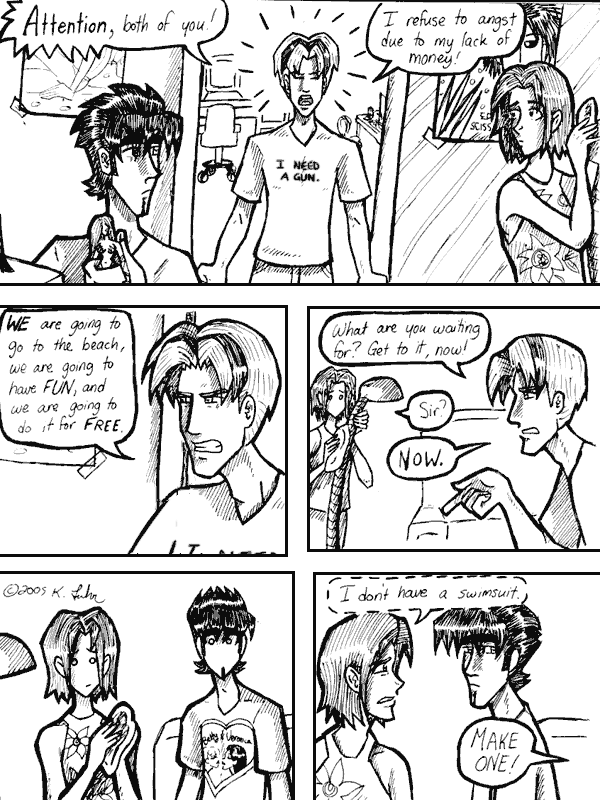 Attention, both of you!
I refuse to angst
due to my lack of
money!
I NEED
A GUN.
WE are going to
go to the beach,
we are going to
have FUN, and
we are going to
do it for FREE.
What are you waiting
for? Get to it, now!
Sir?
NOW.
©2005 K.
Betty & Veronica
I don't have a swimsuit.
MAKE
ONE!